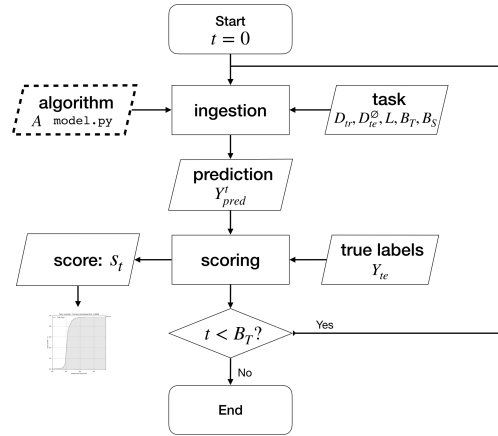 Start
t = 0
algorithm
A model.py
ingestion
task
D_tr, D_te^∅, L, B_T, B_S
prediction
Y_pred^t
score: s_t
scoring
true labels
Y_te
t < B_T?
Yes
No
End